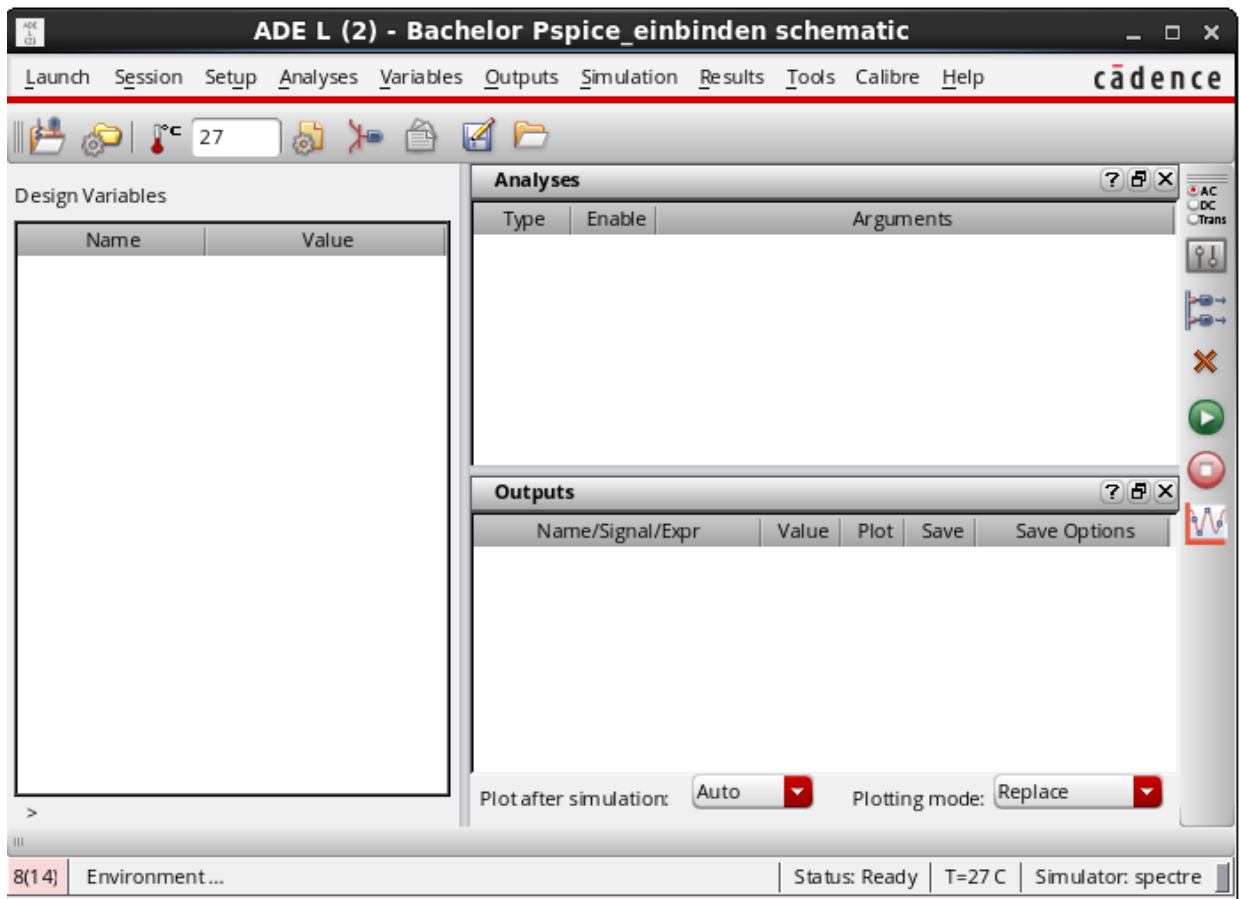 ADE L (2)
ADE L (2) - Bachelor Pspice_einbinden schematic
Launch Session Setup Analyses Variables Outputs Simulation Results Tools Calibre Help cādence
°C 27
Design Variables
Name Value
>
Analyses
Type Enable Arguments
AC
DC
Trans
Outputs
Name/Signal/Expr Value Plot Save Save Options
Plot after simulation: Auto Plotting mode: Replace
8(14) Environment ... Status: Ready T=27 C Simulator: spectre